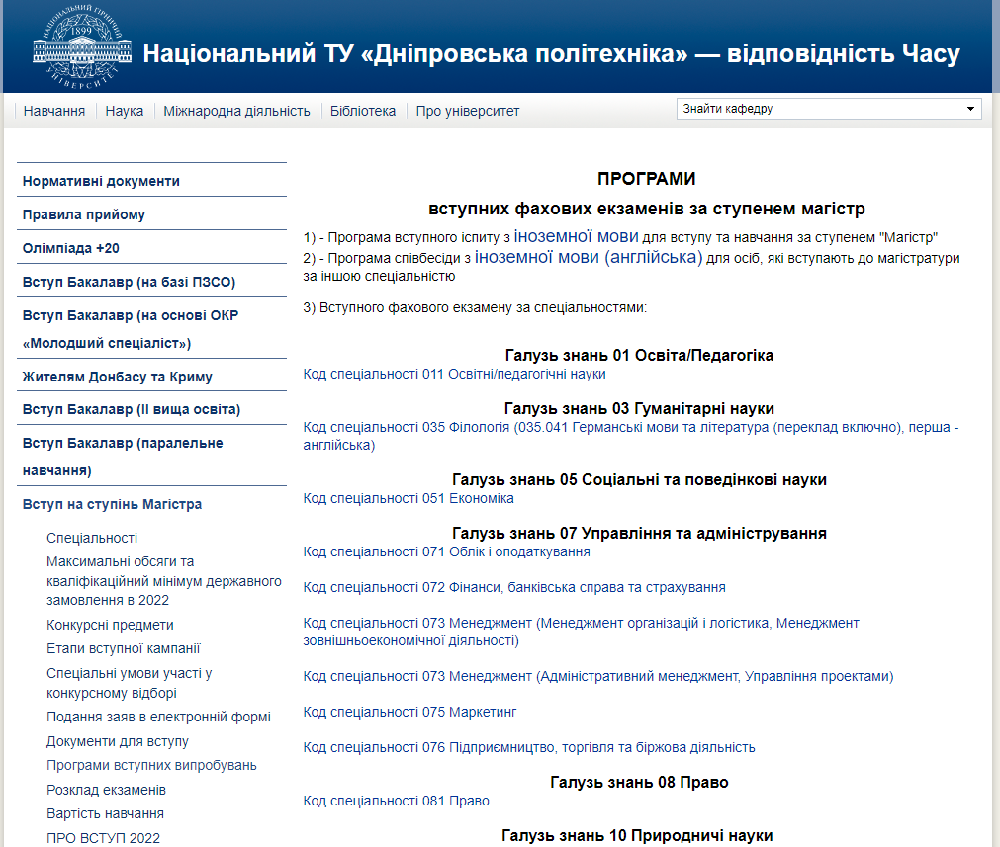 НАЦІОНАЛЬНИЙ ГІРНИЧИЙ
1899
УНІВЕРСИТЕТ
Національний ТУ «Дніпровська політехніка» — відповідність Часу
Навчання
Наука
Міжнародна діяльність
Бібліотека
Про університет
Знайти кафедру
Нормативні документи
Правила прийому
Олімпіада +20
Вступ Бакалавр (на базі ПЗСО)
Вступ Бакалавр (на основі ОКР
«Молодший спеціаліст»)
Жителям Донбасу та Криму
Вступ Бакалавр (ІІ вища освіта)
Вступ Бакалавр (паралельне
навчання)
Вступ на ступінь Магістра
Спеціальності
Максимальні обсяги та
кваліфікаційний мінімум державного
замовлення в 2022
Конкурсні предмети
Етапи вступної кампанії
Спеціальні умови участі у
конкурсному відборі
Подання заяв в електронній формі
Документи для вступу
Програми вступних випробувань
Розклад екзаменів
Вартість навчання
ПРО ВСТУП 2022
ПРОГРАМИ
вступних фахових екзаменів за ступенем магістр
1) - Програма вступного іспиту з іноземної мови для вступу та навчання за ступенем "Магістр"
2) - Програма співбесіди з іноземної мови (англійська) для осіб, які вступають до магістратури
за іншою спеціальністю
3) Вступного фахового екзамену за спеціальностями:
Галузь знань 01 Освіта/Педагогіка
Код спеціальності 011 Освітні/педагогічні науки
Галузь знань 03 Гуманітарні науки
Код спеціальності 035 Філологія (035.041 Германські мови та література (переклад включно), перша -
англійська)
Галузь знань 05 Соціальні та поведінкові науки
Код спеціальності 051 Економіка
Галузь знань 07 Управління та адміністрування
Код спеціальності 071 Облік і оподаткування
Код спеціальності 072 Фінанси, банківська справа та страхування
Код спеціальності 073 Менеджмент (Менеджмент організацій і логістика, Менеджмент
зовнішньоекономічної діяльності)
Код спеціальності 073 Менеджмент (Адміністративний менеджмент, Управління проектами)
Код спеціальності 075 Маркетинг
Код спеціальності 076 Підприємництво, торгівля та біржова діяльність
Галузь знань 08 Право
Код спеціальності 081 Право
Галузь знань 10 Природничі науки